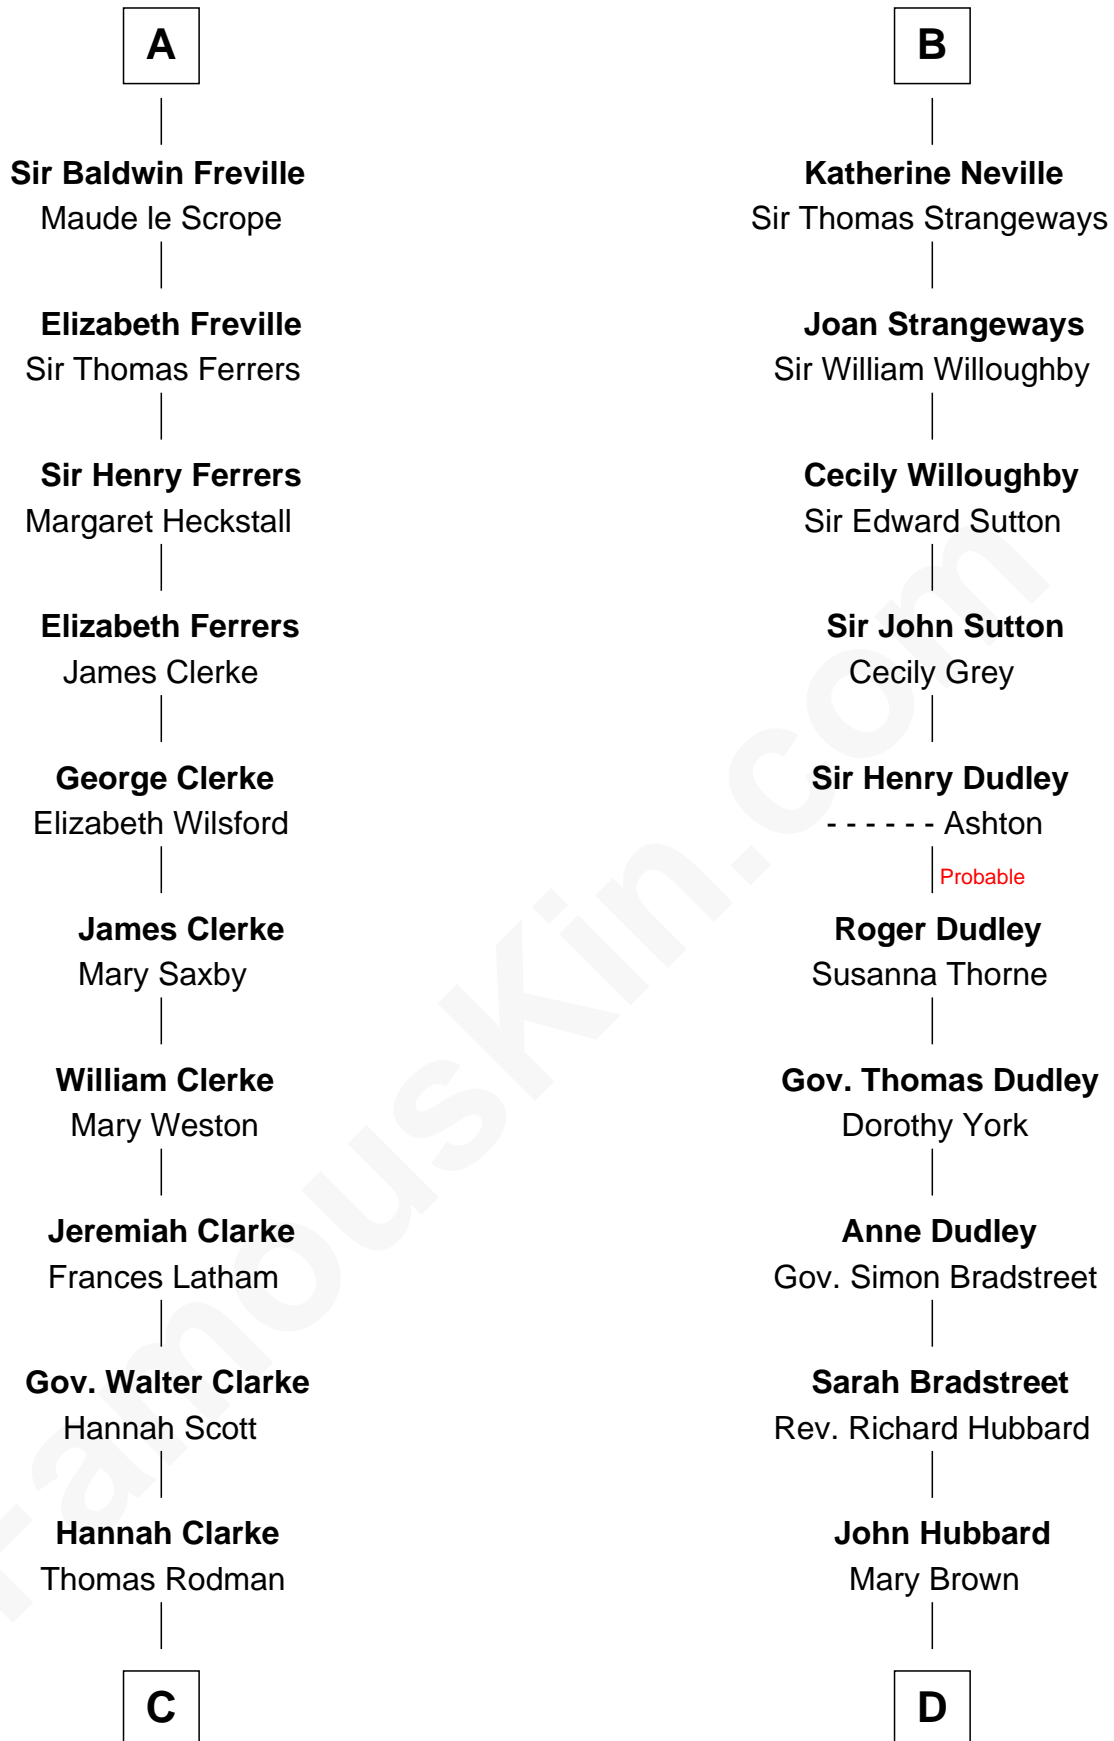 A
Sir Baldwin Freville
Maude le Scrope
Elizabeth Freville
Sir Thomas Ferrers
Sir Henry Ferrers
Margaret Heckstall
Elizabeth Ferrers
James Clerke
George Clerke
Elizabeth Wilsford
James Clerke
Mary Saxby
William Clerke
Mary Weston
Jeremiah Clarke
Frances Latham
Gov. Walter Clarke
Hannah Scott
Hannah Clarke
Thomas Rodman
C
B
Katherine Neville
Sir Thomas Strangeways
Joan Strangeways
Sir William Willoughby
Cecily Willoughby
Sir Edward Sutton
Sir John Sutton
Cecily Grey
Sir Henry Dudley
- - - - - - Ashton
Probable
Roger Dudley
Susanna Thorne
Gov. Thomas Dudley
Dorothy York
Anne Dudley
Gov. Simon Bradstreet
Sarah Bradstreet
Rev. Richard Hubbard
John Hubbard
Mary Brown
D
FamousKin.com